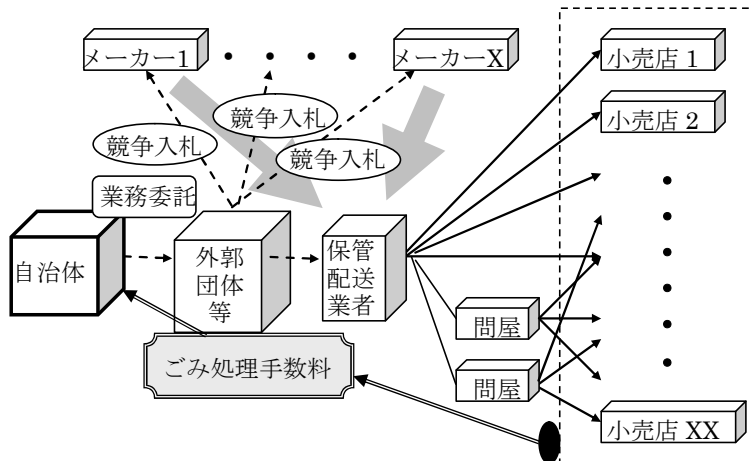 メーカー1
メーカーX
小売店 1
小売店 2
競争入札
競争入札
競争入札
業務委託
自治体
外郭
団体
等
保管
配送
業者
問屋
問屋
ごみ処理手数料
小売店 XX